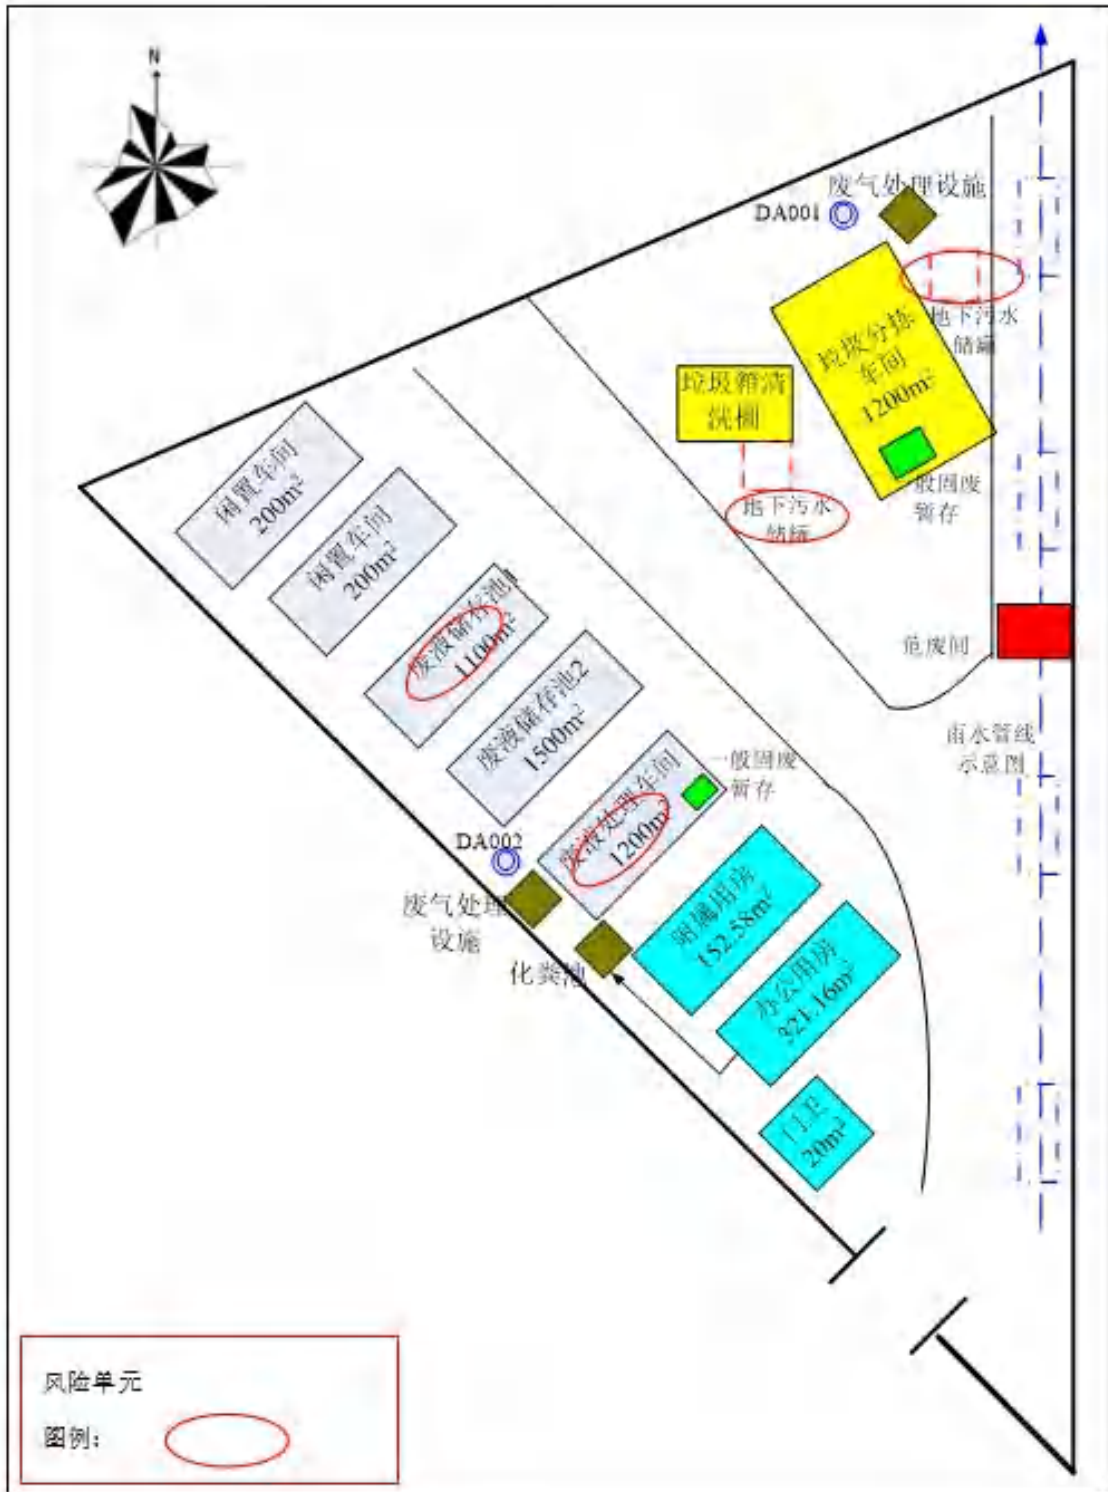 N
废气处理设施
DA001
地下污水
储罐
垃圾分拣
车间
1200m²
垃圾箱清
洗棚
一般固废
暂存
地下污水
储罐
闲置车间
200m²
闲置车间
200m²
废液储存池1
1100m²
危废间
废液储存池2
1500m²
雨水管线
示意图
一般固废
暂存
废液处理车间
1200m²
DA002
废气处理
设施
附属用房
152.58m²
化粪池
办公用房
321.16m²
门卫
20m²
风险单元
图例：